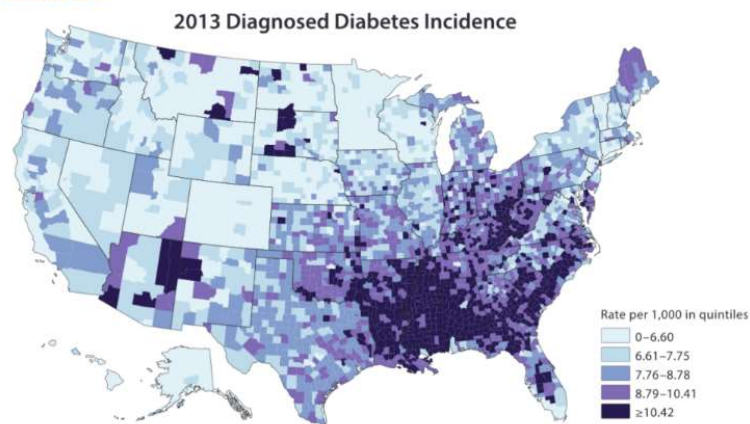 2013 Diagnosed Diabetes Incidence
Rate per 1,000 in quintiles
0–6.60
6.61–7.75
7.76–8.78
8.79–10.41
≥10.42